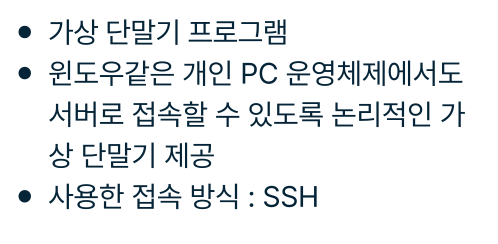 • 가상 단말기 프로그램
• 윈도우같은 개인 PC 운영체제에서도
서버로 접속할 수 있도록 논리적인 가
상 단말기 제공
• 사용한 접속 방식 : SSH